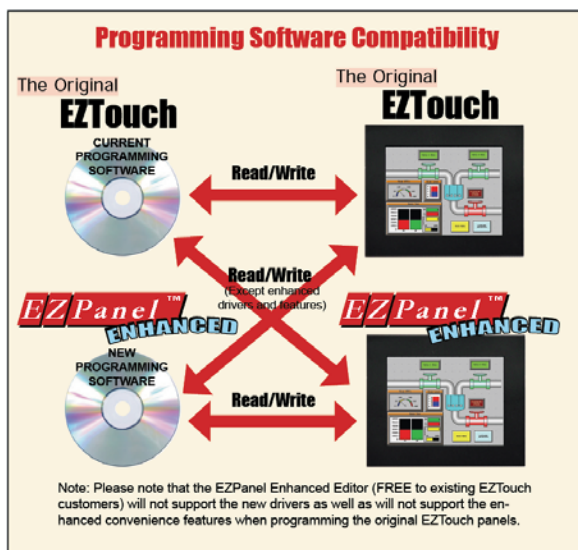 Programming Software Compatibility
The Original
EZTouch
CURRENT
PROGRAMMING
SOFTWARE
The Original
EZTouch
Read/Write
Read/Write
(Except enhanced
drivers and features)
EZPanel™
ENHANCED
NEW
PROGRAMMING
SOFTWARE
EZPanel™
ENHANCED
Read/Write
Note: Please note that the EZPanel Enhanced Editor (FREE to existing EZTouch
customers) will not support the new drivers as well as will not support the en-
hanced convenience features when programming the original EZTouch panels.